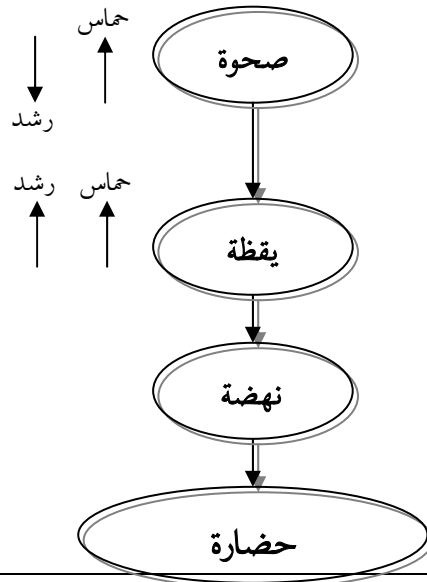 حماس
صحوة
رشد
حماس رشد
يقظة
نهضة
حضارة